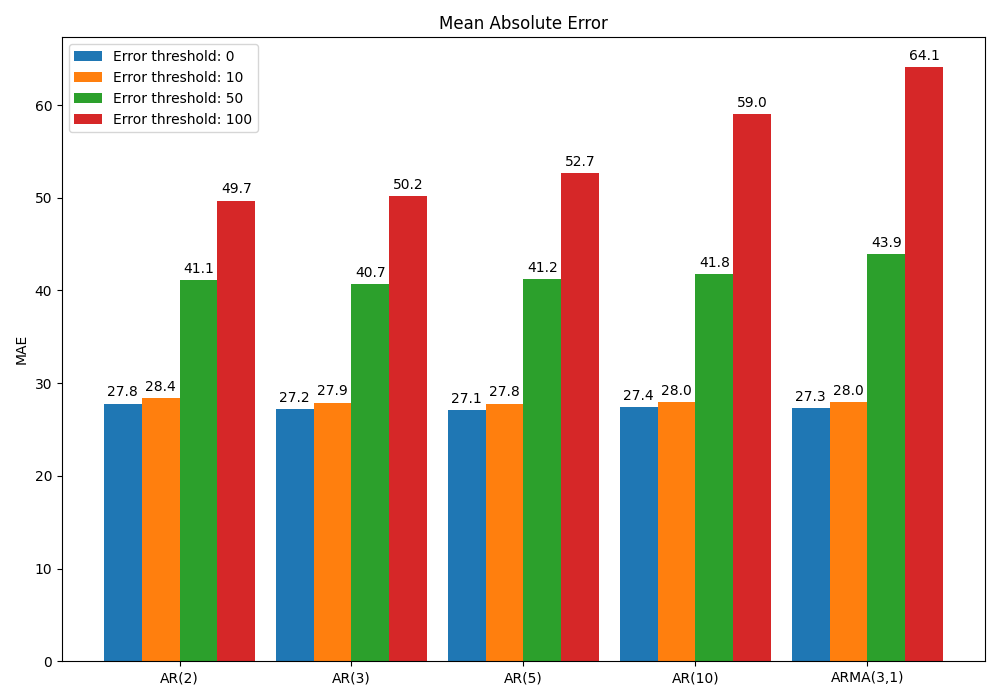 Mean Absolute Error
Error threshold: 0
Error threshold: 10
Error threshold: 50
Error threshold: 100
MAE
60
50
40
30
20
10
0
27.8
28.4
41.1
49.7
27.2
27.9
40.7
50.2
27.1
27.8
41.2
52.7
27.4
28.0
41.8
59.0
27.3
28.0
43.9
64.1
AR(2)
AR(3)
AR(5)
AR(10)
ARMA(3,1)